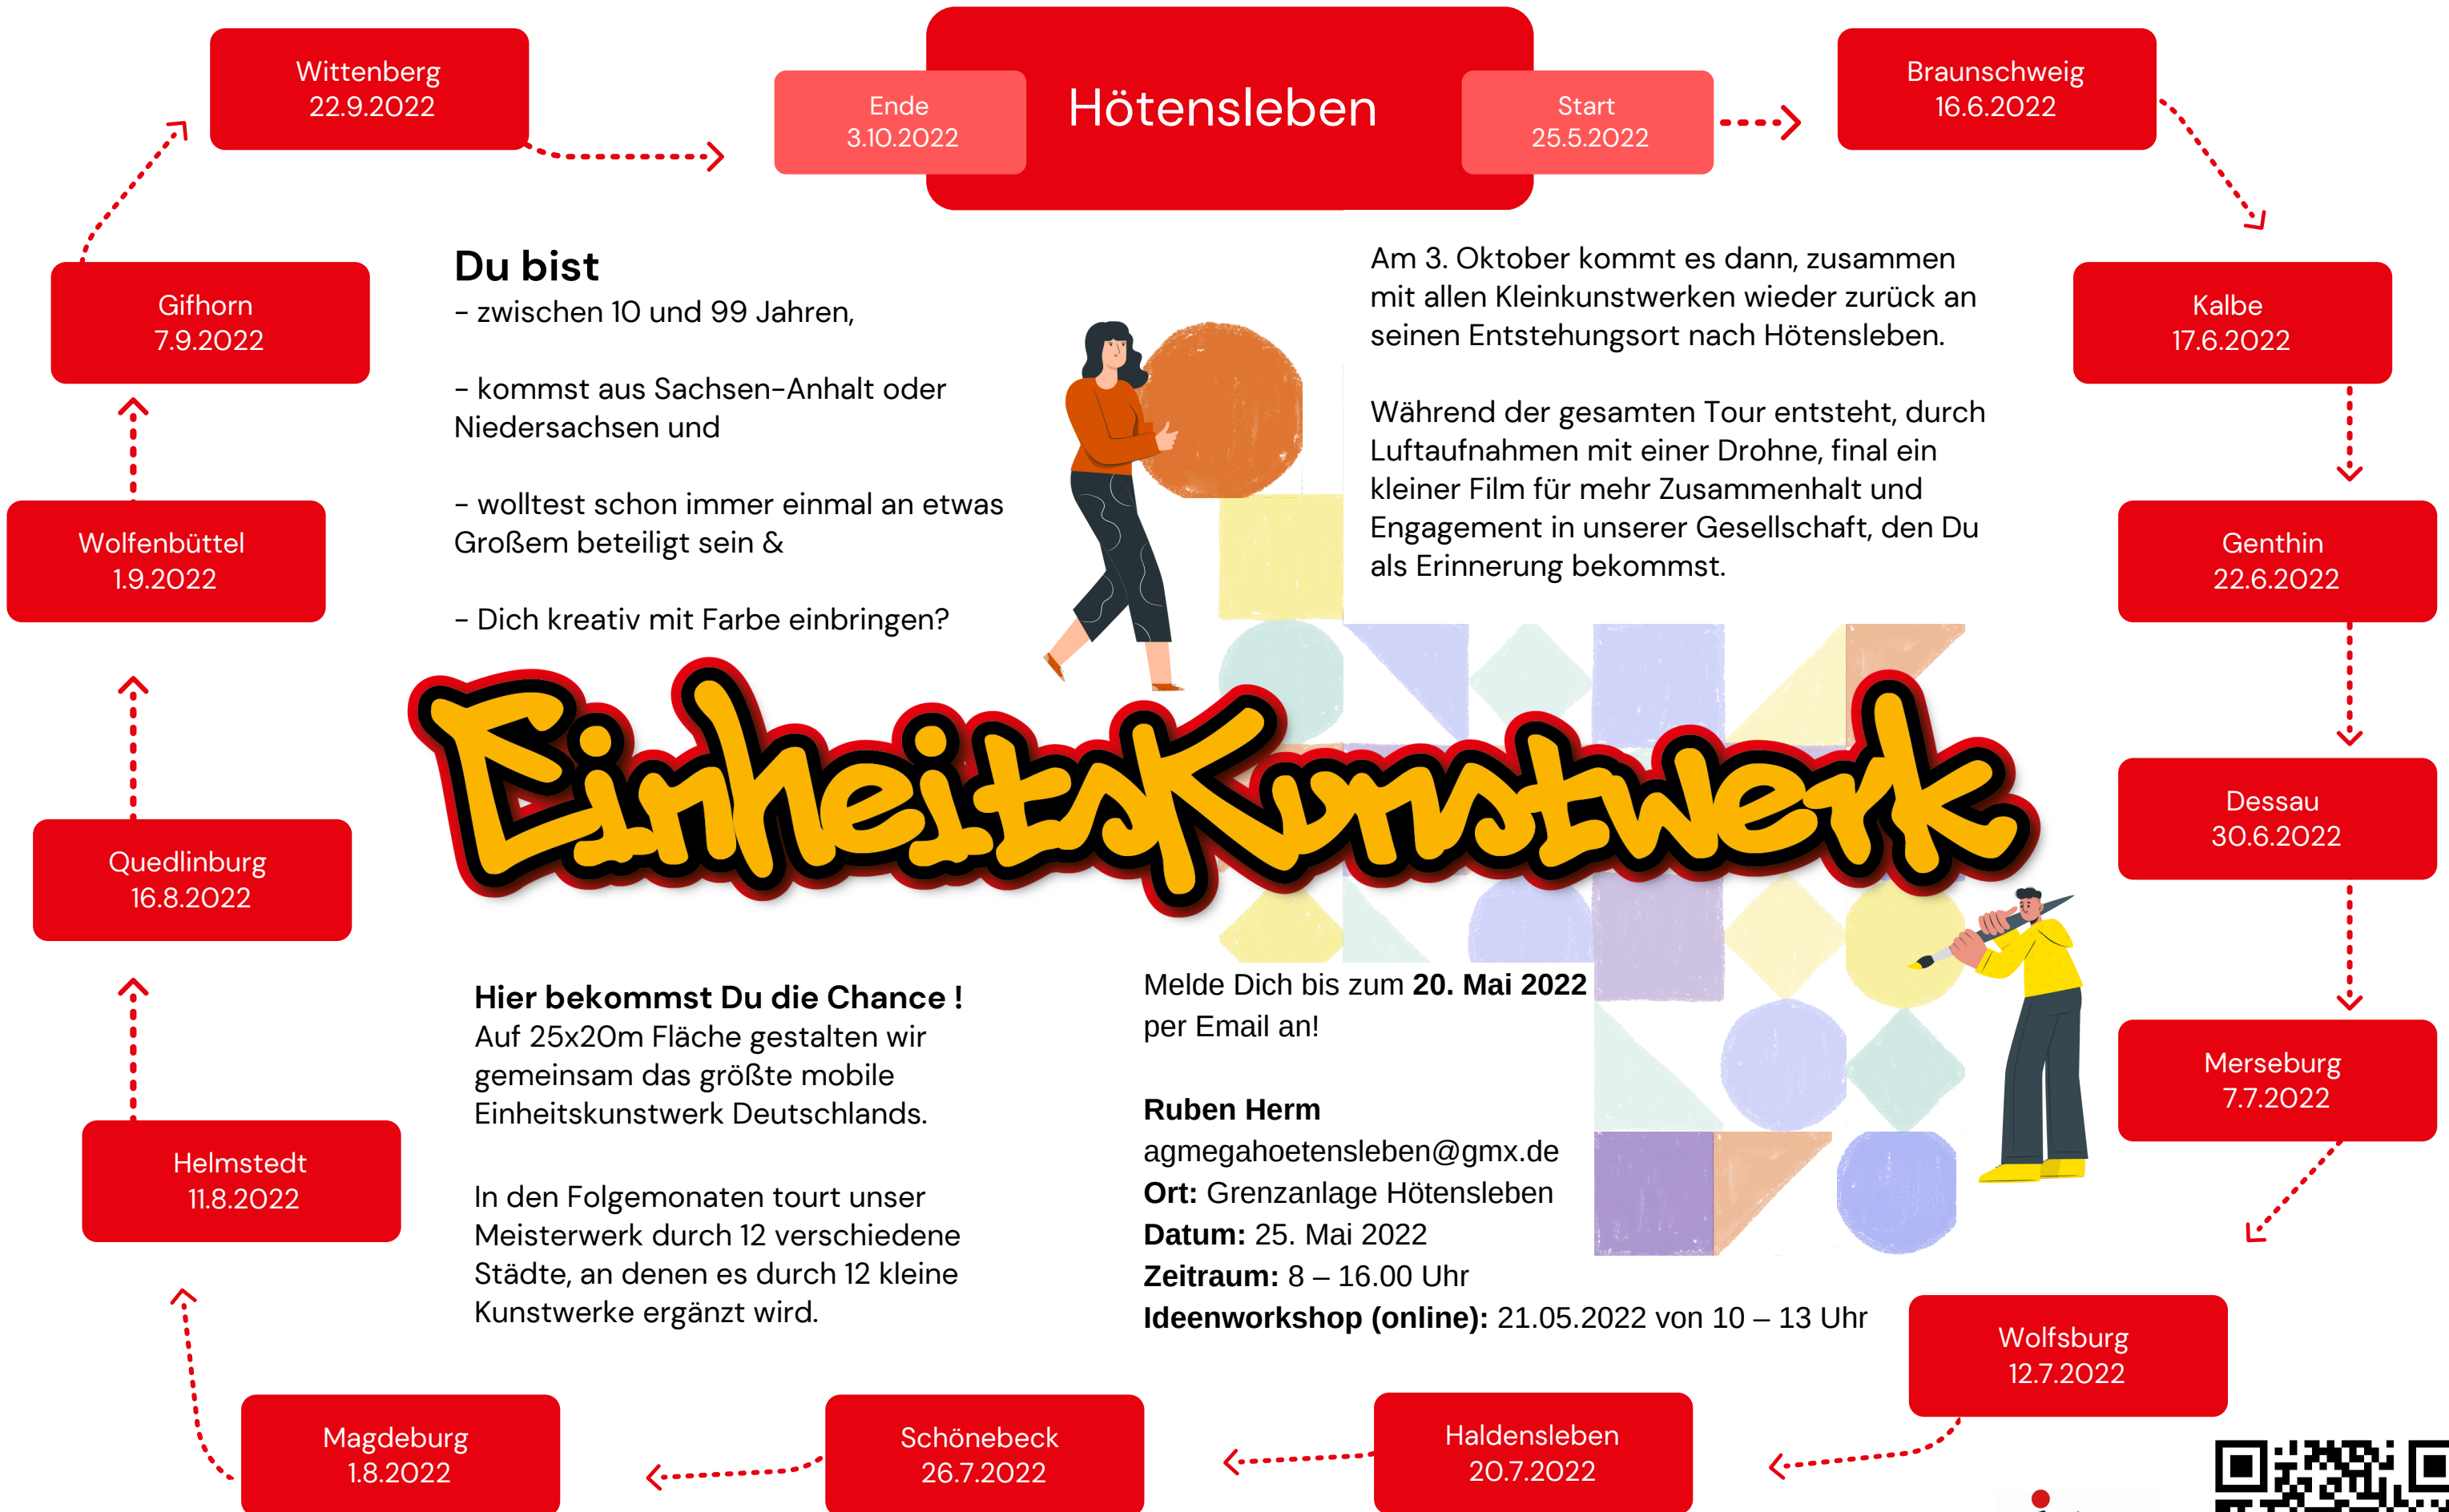 Hötensleben
Start
25.5.2022
Braunschweig
16.6.2022
Kalbe
17.6.2022
Genthin
22.6.2022
Dessau
30.6.2022
Merseburg
7.7.2022
Wolfsburg
12.7.2022
Haldensleben
20.7.2022
Schönebeck
26.7.2022
Magdeburg
1.8.2022
Helmstedt
11.8.2022
Quedlinburg
16.8.2022
Wolfenbüttel
1.9.2022
Gifhorn
7.9.2022
Wittenberg
22.9.2022
Ende
3.10.2022
Du bist
- zwischen 10 und 99 Jahren,
- kommst aus Sachsen-Anhalt oder
Niedersachsen und
- wolltest schon immer einmal an etwas
Großem beteiligt sein &
- Dich kreativ mit Farbe einbringen?
Am 3. Oktober kommt es dann, zusammen
mit allen Kleinkunstwerken wieder zurück an
seinen Entstehungsort nach Hötensleben.
Während der gesamten Tour entsteht, durch
Luftaufnahmen mit einer Drohne, final ein
kleiner Film für mehr Zusammenhalt und
Engagement in unserer Gesellschaft, den Du
als Erinnerung bekommst.
EinheitsKunstwerk
Hier bekommst Du die Chance !
Auf 25x20m Fläche gestalten wir
gemeinsam das größte mobile
Einheitskunstwerk Deutschlands.
In den Folgemonaten tourt unser
Meisterwerk durch 12 verschiedene
Städte, an denen es durch 12 kleine
Kunstwerke ergänzt wird.
Melde Dich bis zum 20. Mai 2022
per Email an!
Ruben Herm
agmegahoetensleben@gmx.de
Ort: Grenzanlage Hötensleben
Datum: 25. Mai 2022
Zeitraum: 8 – 16.00 Uhr
Ideenworkshop (online): 21.05.2022 von 10 – 13 Uhr